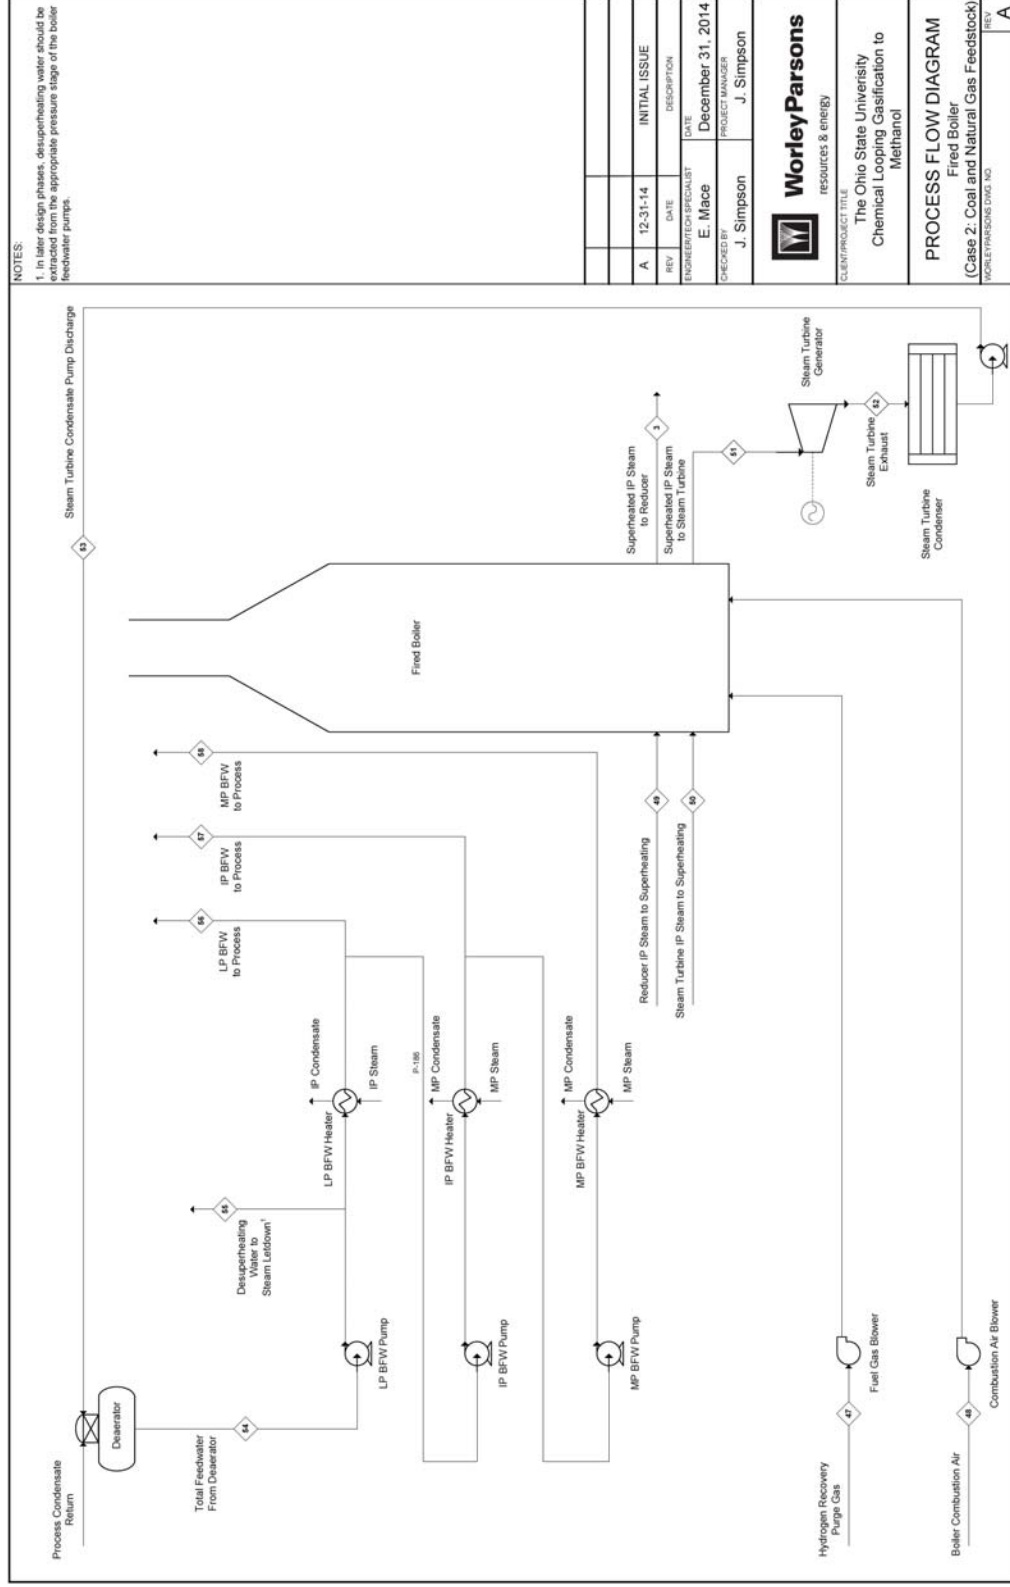 NOTES:
1. In later design phases, desuperheating water should be
extracted from the appropriate pressure stage of the boiler
feedwater pumps.
Steam Turbine Condensate Pump Discharge
53
Process Condensate
Return
Deaerator
Total Feedwater
From Deaerator
54
LP BFW Pump
Desuperheating
Water to
Steam Letdown¹
55
LP BFW Heater
IP Condensate
IP Steam
LP BFW
to Process
56
P-186
IP BFW Pump
IP BFW Heater
MP Condensate
MP Steam
IP BFW
to Process
57
MP BFW Pump
MP BFW Heater
MP Condensate
MP Steam
MP BFW
to Process
58
Fired Boiler
Reducer IP Steam to Superheating
49
Steam Turbine IP Steam to Superheating
50
Superheated IP Steam
to Reducer
3
Superheated IP Steam
to Steam Turbine
51
Steam Turbine
Generator
Steam Turbine
Exhaust
52
Steam Turbine
Condenser
Hydrogen Recovery
Purge Gas
47
Fuel Gas Blower
Boiler Combustion Air
48
Combustion Air Blower
A 12-31-14 INITIAL ISSUE
REV DATE DESCRIPTION
ENGINEER/TECH SPECIALIST DATE
E. Mace December 31, 2014
CHECKED BY PROJECT MANAGER
J. Simpson J. Simpson
WorleyParsons
resources & energy
CLIENT/PROJECT TITLE
The Ohio State Univerisity
Chemical Looping Gasification to
Methanol
PROCESS FLOW DIAGRAM
Fired Boiler
(Case 2: Coal and Natural Gas Feedstock)
WORLEYPARSONS DWG. NO. REV
A